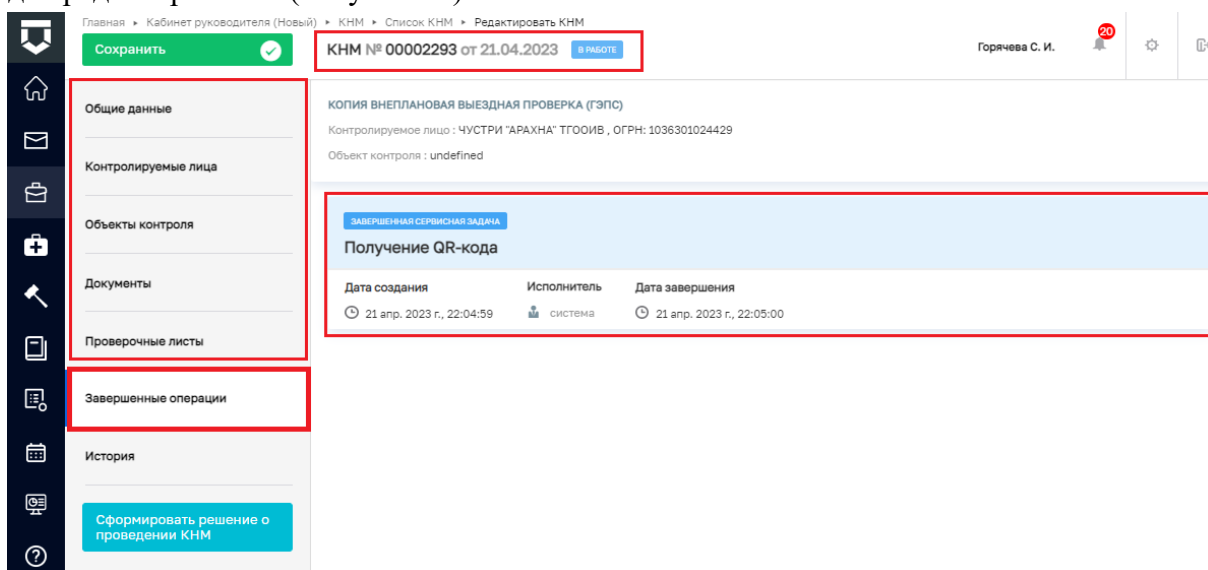 Главная ▸ Кабинет руководителя (Новый) ▸ КНМ ▸ Список КНМ ▸ Редактировать КНМ
Сохранить
КНМ № 00002293 от 21.04.2023 В РАБОТЕ
Горячева С. И.
20
Общие данные
Контролируемые лица
Объекты контроля
Документы
Проверочные листы
Завершенные операции
История
Сформировать решение о
проведении КНМ
КОПИЯ ВНЕПЛАНОВАЯ ВЫЕЗДНАЯ ПРОВЕРКА (ГЭПС)
Контролируемое лицо : ЧУСТРИ "АРАХНА" ТГООИВ , ОГРН: 1036301024429
Объект контроля : undefined
ЗАВЕРШЕННАЯ СЕРВИСНАЯ ЗАДАЧА
Получение QR-кода
Дата создания Исполнитель Дата завершения
21 апр. 2023 г., 22:04:59 система 21 апр. 2023 г., 22:05:00